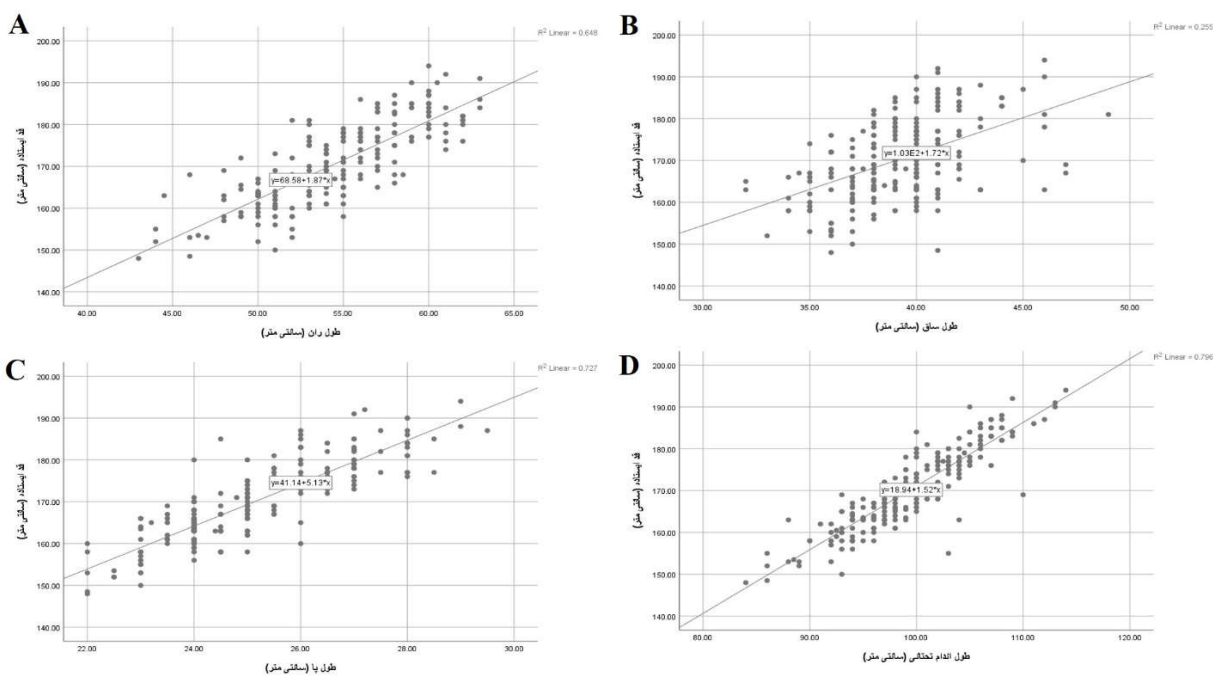 A
R² Linear = 0.648
200.00
190.00
180.00
170.00
160.00
150.00
140.00
قد ایستاده (سانتی متر)
y=68.58+1.87*x
40.00 45.00 50.00 55.00 60.00 65.00
طول ران (سانتی متر)
B
R² Linear = 0.255
200.00
190.00
180.00
170.00
160.00
150.00
140.00
قد ایستاده (سانتی متر)
y=1.03E2+1.72*x
30.00 35.00 40.00 45.00 50.00
طول ساق (سانتی متر)
C
R² Linear = 0.727
200.00
190.00
180.00
170.00
160.00
150.00
140.00
قد ایستاده (سانتی متر)
y=41.14+5.13*x
22.00 24.00 26.00 28.00 30.00
طول پا (سانتی متر)
D
R² Linear = 0.796
200.00
190.00
180.00
170.00
160.00
150.00
140.00
قد ایستاده (سانتی متر)
y=18.94+1.52*x
80.00 90.00 100.00 110.00 120.00
طول اندام تحتانی (سانتی متر)